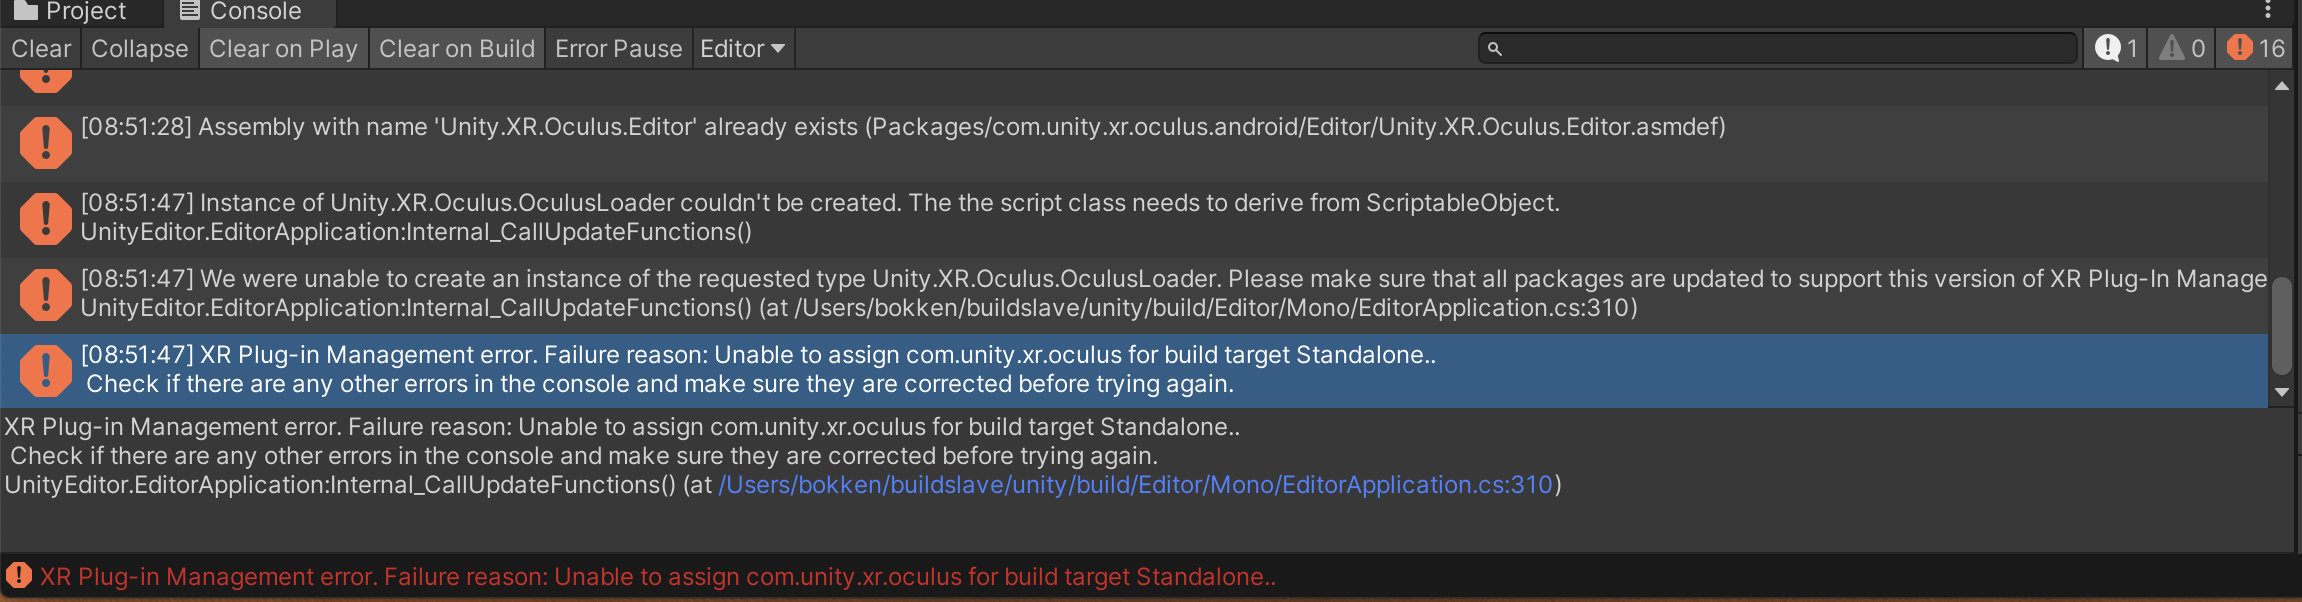 Project
Console
Clear
Collapse
Clear on Play
Clear on Build
Error Pause
Editor
1
0
16
[08:51:28] Assembly with name 'Unity.XR.Oculus.Editor' already exists (Packages/com.unity.xr.oculus.android/Editor/Unity.XR.Oculus.Editor.asmdef)
[08:51:47] Instance of Unity.XR.Oculus.OculusLoader couldn't be created. The the script class needs to derive from ScriptableObject.
UnityEditor.EditorApplication:Internal_CallUpdateFunctions()
[08:51:47] We were unable to create an instance of the requested type Unity.XR.Oculus.OculusLoader. Please make sure that all packages are updated to support this version of XR Plug-In Manage
UnityEditor.EditorApplication:Internal_CallUpdateFunctions() (at /Users/bokken/buildslave/unity/build/Editor/Mono/EditorApplication.cs:310)
[08:51:47] XR Plug-in Management error. Failure reason: Unable to assign com.unity.xr.oculus for build target Standalone..
Check if there are any other errors in the console and make sure they are corrected before trying again.
XR Plug-in Management error. Failure reason: Unable to assign com.unity.xr.oculus for build target Standalone..
Check if there are any other errors in the console and make sure they are corrected before trying again.
UnityEditor.EditorApplication:Internal_CallUpdateFunctions() (at /Users/bokken/buildslave/unity/build/Editor/Mono/EditorApplication.cs:310)
XR Plug-in Management error. Failure reason: Unable to assign com.unity.xr.oculus for build target Standalone..